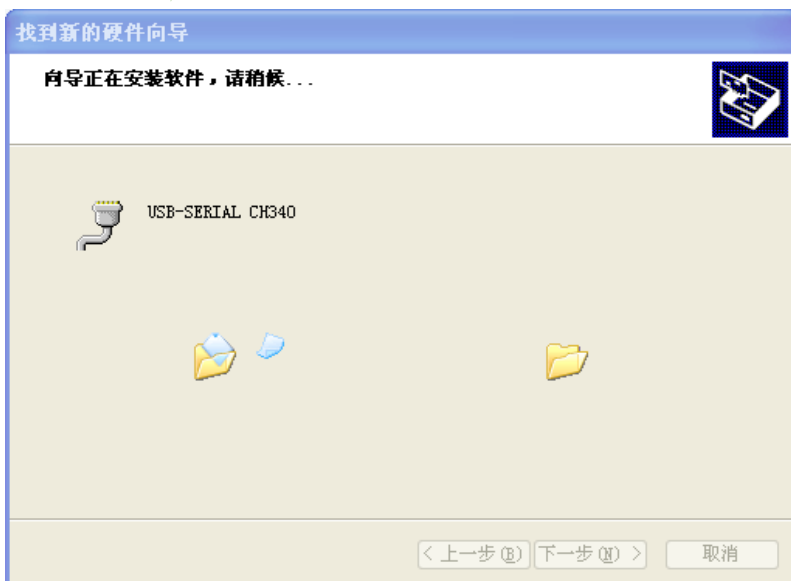 找到新的硬件向导
向导正在安装软件，请稍候...
USB-SERIAL CH340
< 上一步(B)
下一步(N) >
取消